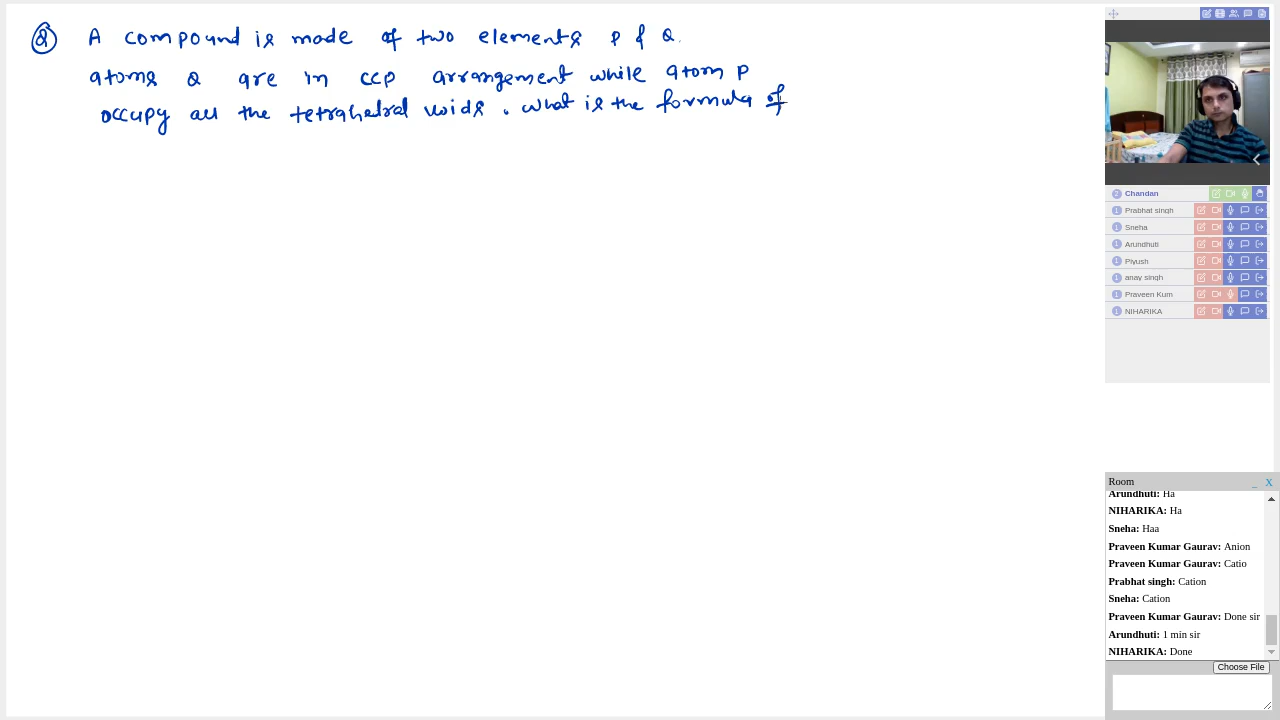 Q A compound is made of two elements P & Q.
atoms Q are in CCP arrangement while atom P
occupy all the tetrahedral voids. What is the formula of
Chandan
Prabhat singh
Sneha
Arundhuti
Piyush
anay singh
Praveen Kum
NIHARIKA
Room _ X
Arundhuti: Ha
NIHARIKA: Ha
Sneha: Haa
Praveen Kumar Gaurav: Anion
Praveen Kumar Gaurav: Catio
Prabhat singh: Cation
Sneha: Cation
Praveen Kumar Gaurav: Done sir
Arundhuti: 1 min sir
NIHARIKA: Done
Choose File